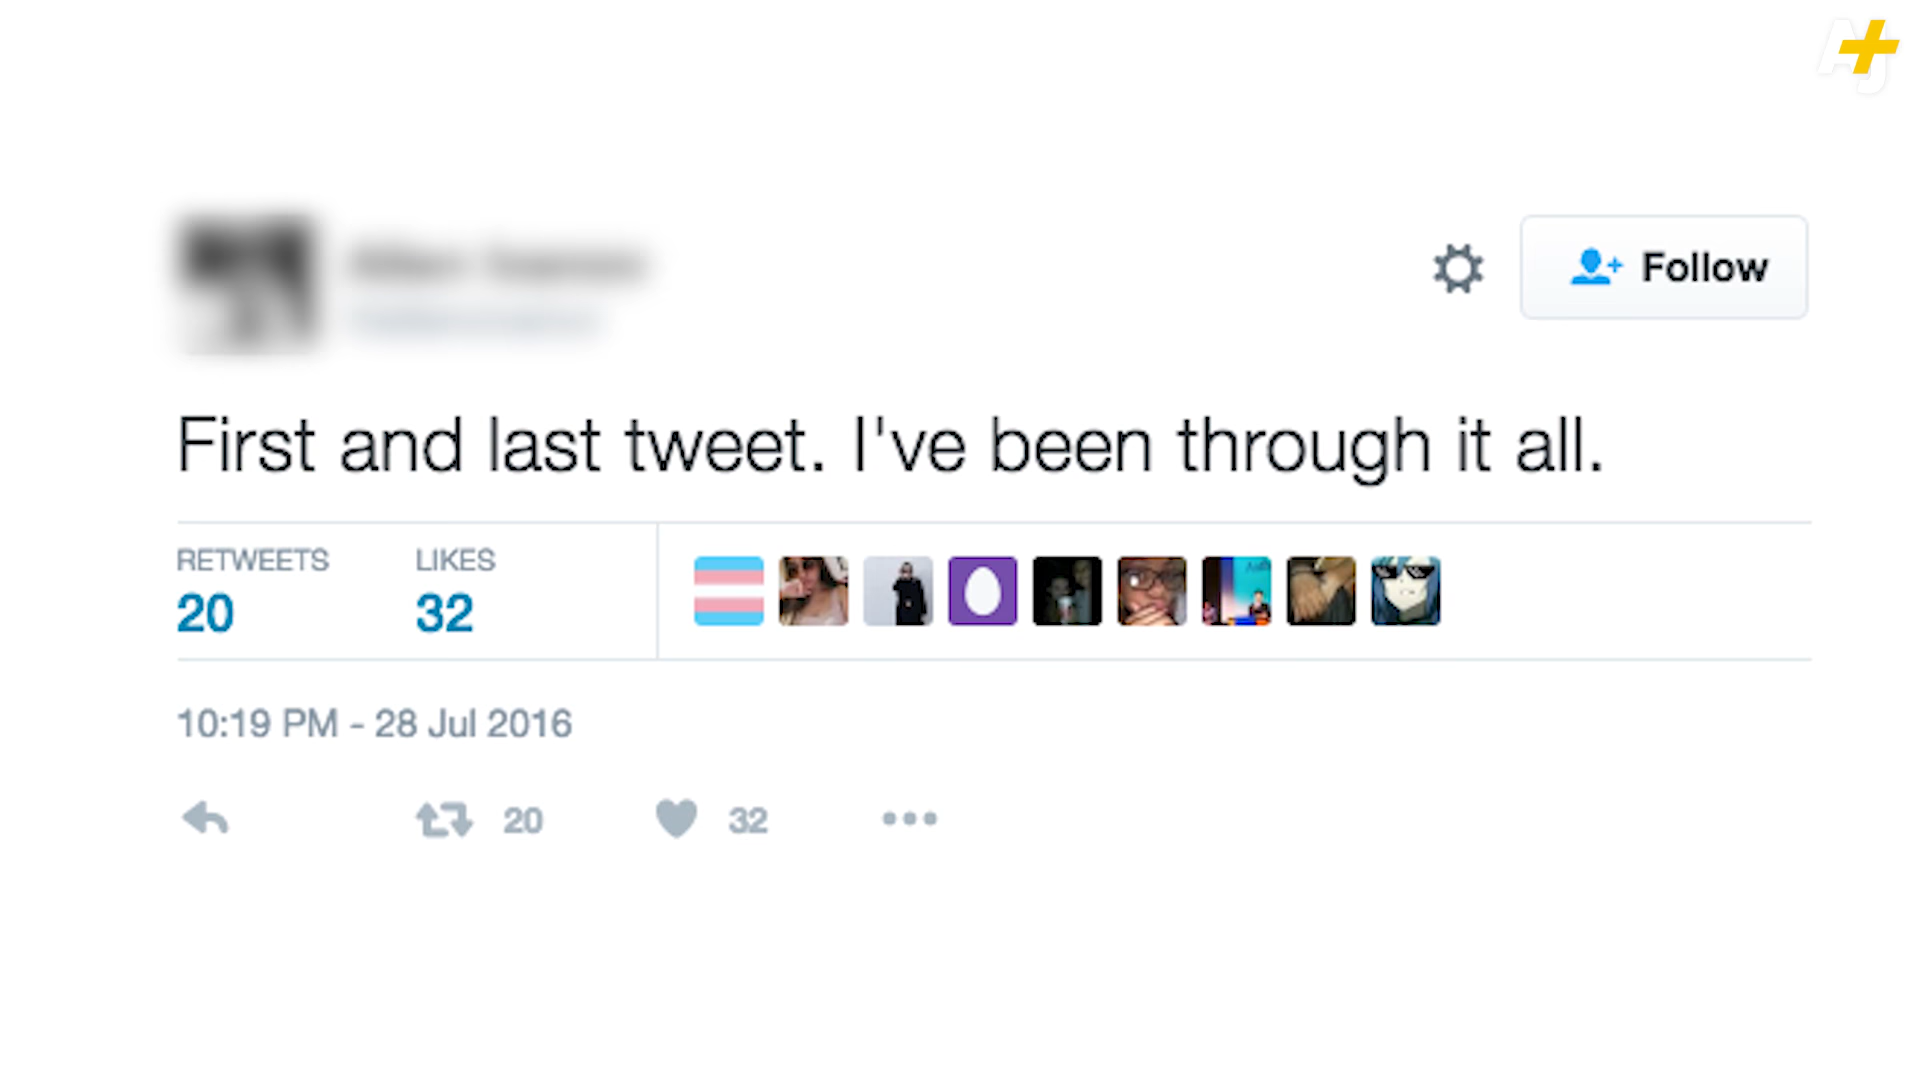 AJ+
Follow
First and last tweet. I've been through it all.
RETWEETS LIKES
20 32
10:19 PM - 28 Jul 2016
20 32